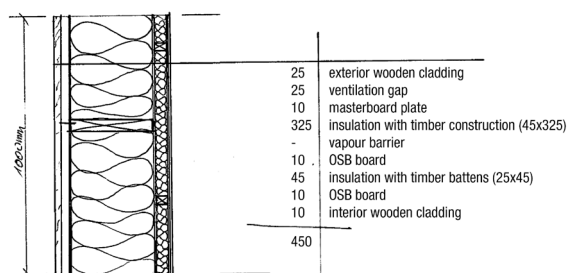 1000mm
25 exterior wooden cladding
25 ventilation gap
10 masterboard plate
325 insulation with timber construction (45x325)
- vapour barrier
10 OSB board
45 insulation with timber battens (25x45)
10 OSB board
10 interior wooden cladding
450